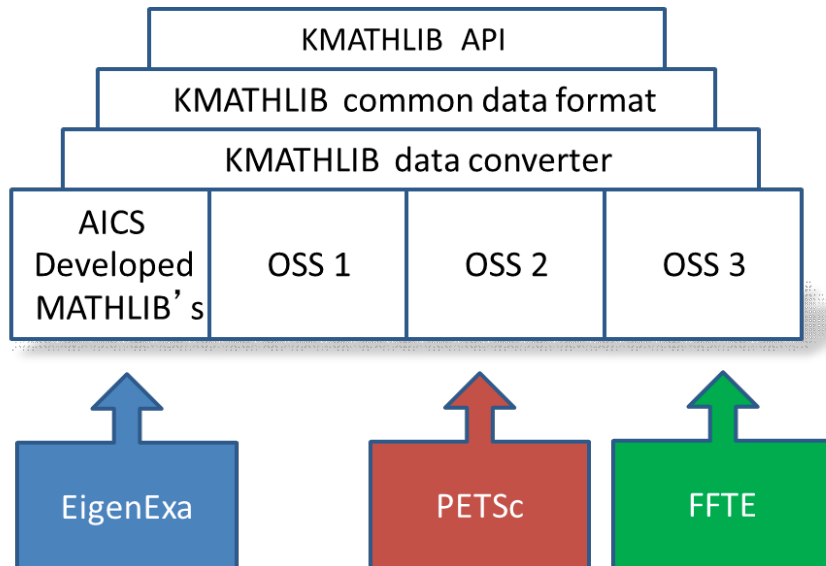 KMATHLIB API
KMATHLIB common data format
KMATHLIB data converter
AICS
Developed
MATHLIB’s
OSS 1
OSS 2
OSS 3
EigenExa
PETSc
FFTE